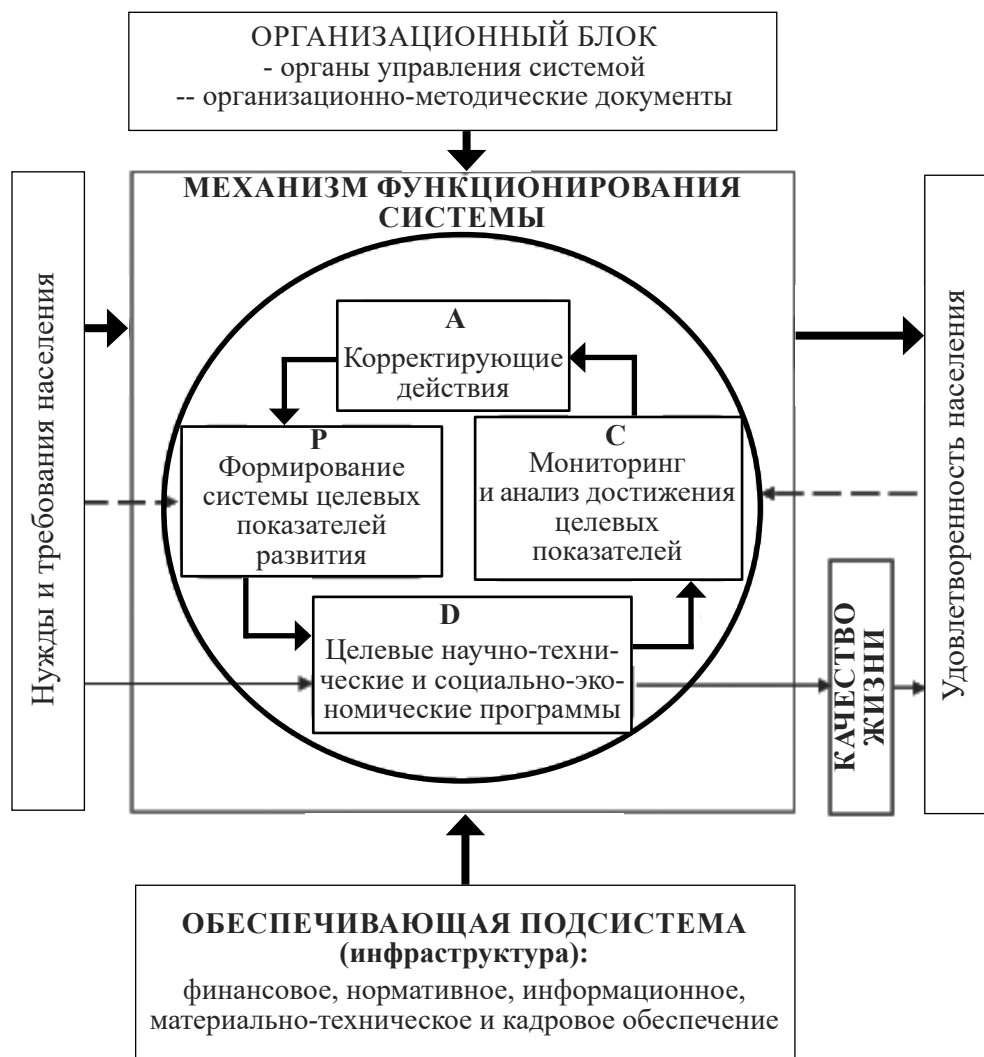 ОРГАНИЗАЦИОННЫЙ БЛОК
- органы управления системой
-- организационно-методические документы
Нужды и требования населения
МЕХАНИЗМ ФУНКЦИОНИРОВАНИЯ
СИСТЕМЫ
A
Корректирующие
действия
P
Формирование
системы целевых
показателей
развития
C
Мониторинг
и анализ достижения
целевых
показателей
D
Целевые научно-техни-
ческие и социально-эко-
номические программы
КАЧЕСТВО
ЖИЗНИ
Удовлетворенность населения
ОБЕСПЕЧИВАЮЩАЯ ПОДСИСТЕМА
(инфраструктура):
финансовое, нормативное, информационное,
материально-техническое и кадровое обеспечение